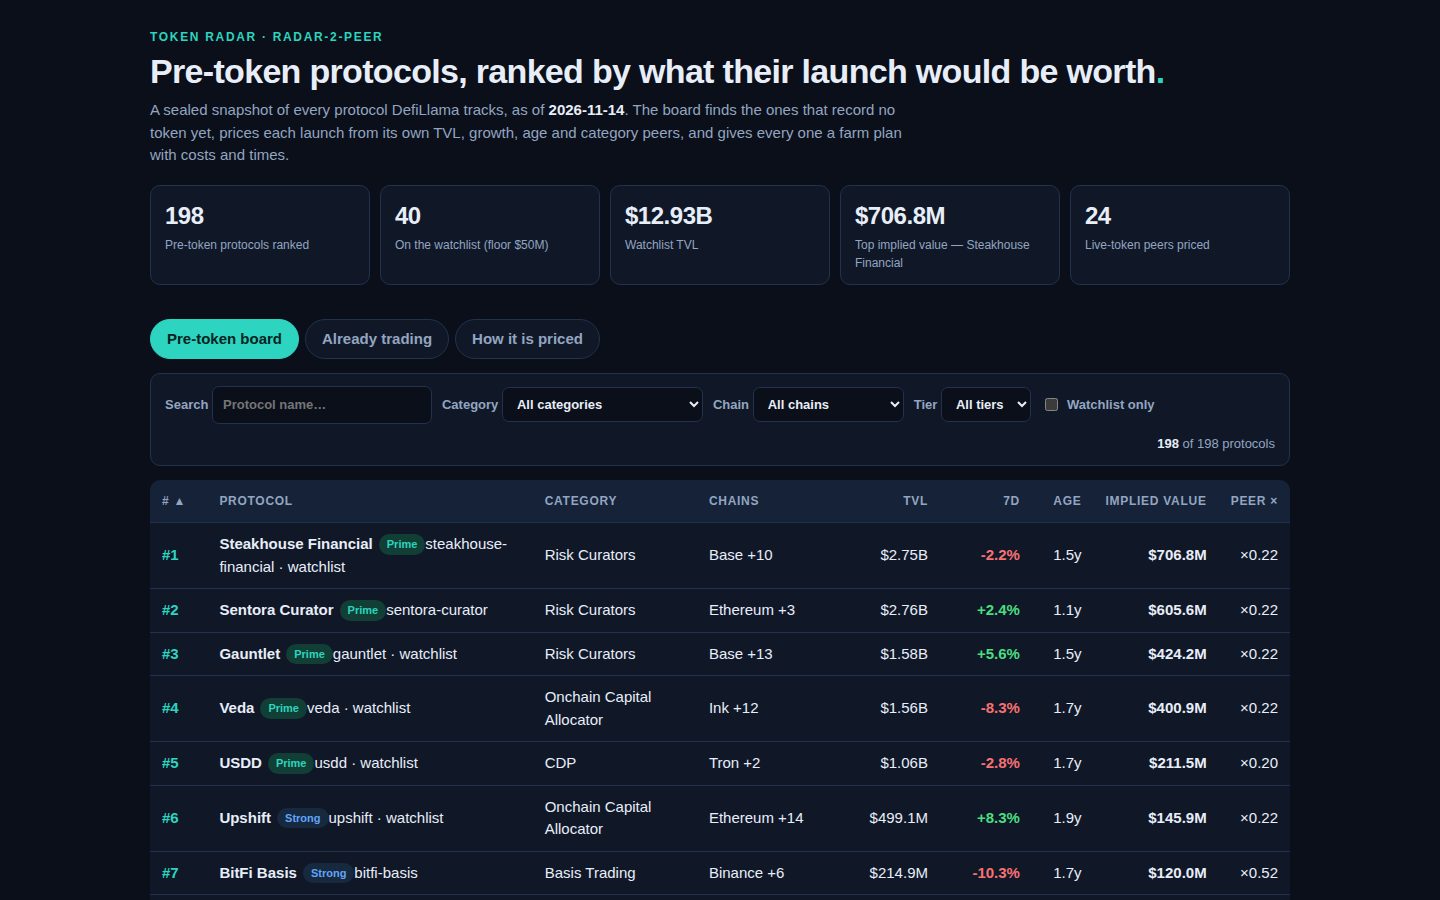 TOKEN RADAR · RADAR-2-PEER
Pre-token protocols, ranked by what their launch would be worth.
A sealed snapshot of every protocol DefiLlama tracks, as of 2026-11-14. The board finds the ones that record no
token yet, prices each launch from its own TVL, growth, age and category peers, and gives every one a farm plan
with costs and times.
198
Pre-token protocols ranked
40
On the watchlist (floor $50M)
$12.93B
Watchlist TVL
$706.8M
Top implied value — Steakhouse
Financial
24
Live-token peers priced
Pre-token board Already trading How it is priced
Search Protocol name… Category All categories Chain All chains Tier All tiers Watchlist only
198 of 198 protocols
# ▲ PROTOCOL CATEGORY CHAINS TVL 7D AGE IMPLIED VALUE PEER ×
#1 Steakhouse Financial Prime steakhouse-financial · watchlist Risk Curators Base +10 $2.75B -2.2% 1.5y $706.8M ×0.22
#2 Sentora Curator Prime sentora-curator Risk Curators Ethereum +3 $2.76B +2.4% 1.1y $605.6M ×0.22
#3 Gauntlet Prime gauntlet · watchlist Risk Curators Base +13 $1.58B +5.6% 1.5y $424.2M ×0.22
#4 Veda Prime veda · watchlist Onchain Capital Allocator Ink +12 $1.56B -8.3% 1.7y $400.9M ×0.22
#5 USDD Prime usdd · watchlist CDP Tron +2 $1.06B -2.8% 1.7y $211.5M ×0.20
#6 Upshift Strong upshift · watchlist Onchain Capital Allocator Ethereum +14 $499.1M +8.3% 1.9y $145.9M ×0.22
#7 BitFi Basis Strong bitfi-basis Basis Trading Binance +6 $214.9M -10.3% 1.7y $120.0M ×0.52